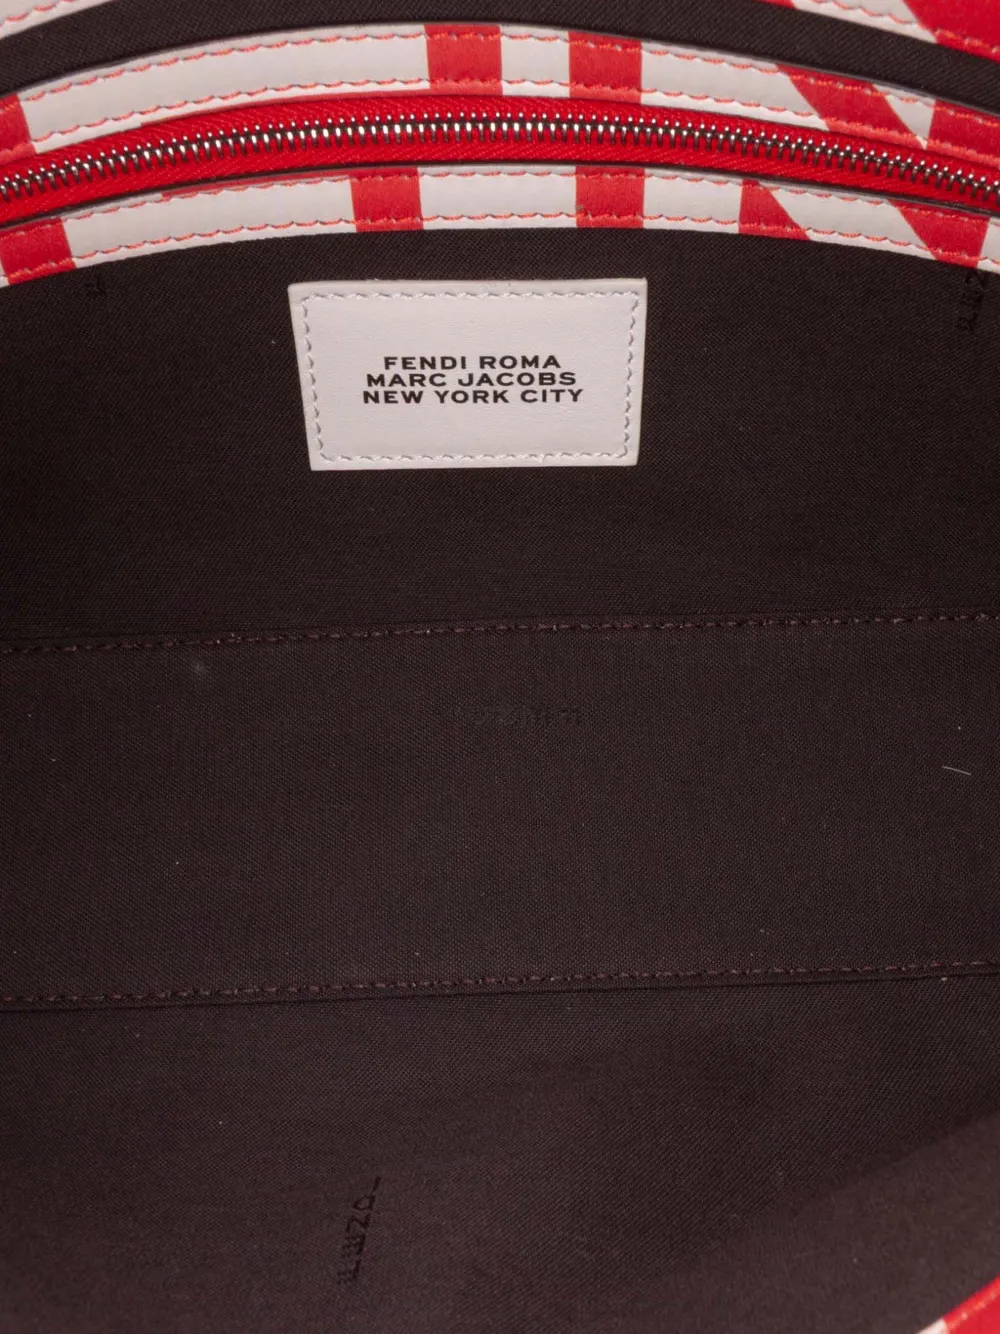 FENDI ROMA
MARC JACOBS
NEW YORK CITY